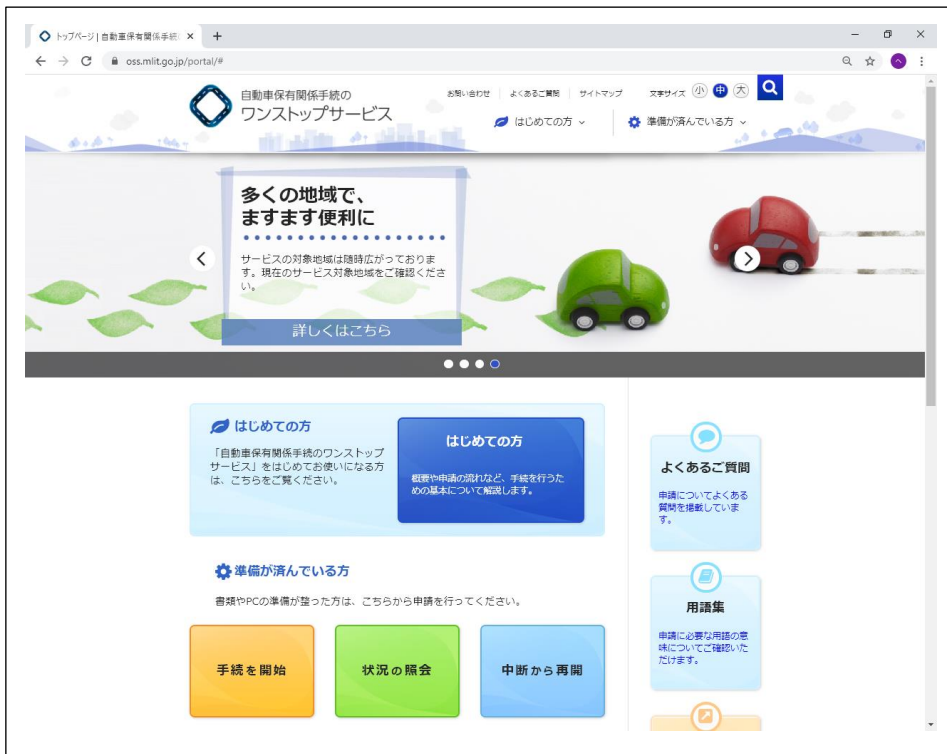 トップページ | 自動車保有関係手続
oss.mlit.go.jp/portal/#
自動車保有関係手続の
ワンストップサービス
お問い合わせ
よくあるご質問
サイトマップ
文字サイズ 小 中 大
はじめての方
準備が済んでいる方
多くの地域で、
ますます便利に
サービスの対象地域は随時広がっておりま
す。現在のサービス対象地域をご確認くださ
い。
詳しくはこちら
はじめての方
「自動車保有関係手続のワンストップ
サービス」をはじめてお使いになる方
は、こちらをご覧ください。
はじめての方
概要や申請の流れなど、手続を行うた
めの基本について解説します。
準備が済んでいる方
書類やPCの準備が整った方は、こちらから申請を行ってください。
手続を開始
状況の照会
中断から再開
よくあるご質問
申請についてよくある
質問を掲載していま
す。
用語集
申請に必要な用語の意
味についてご確認いた
だけます。